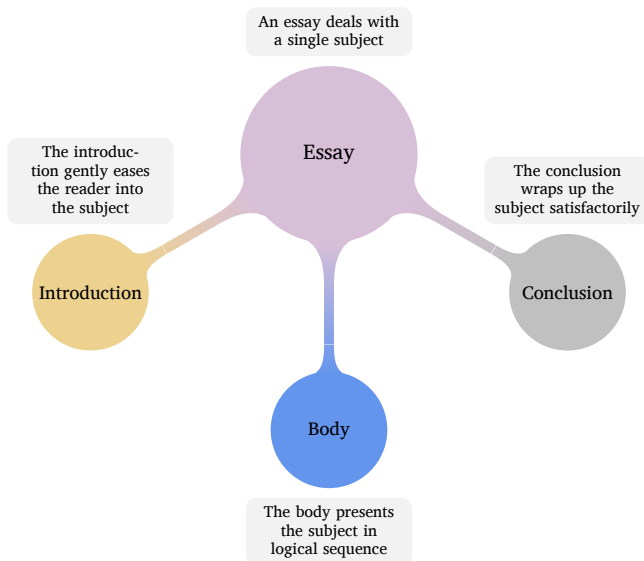 An essay deals with
a single subject
Essay
The introduc-
tion gently eases
the reader into
the subject
Introduction
The conclusion
wraps up the
subject satisfactorily
Conclusion
Body
The body presents
the subject in
logical sequence